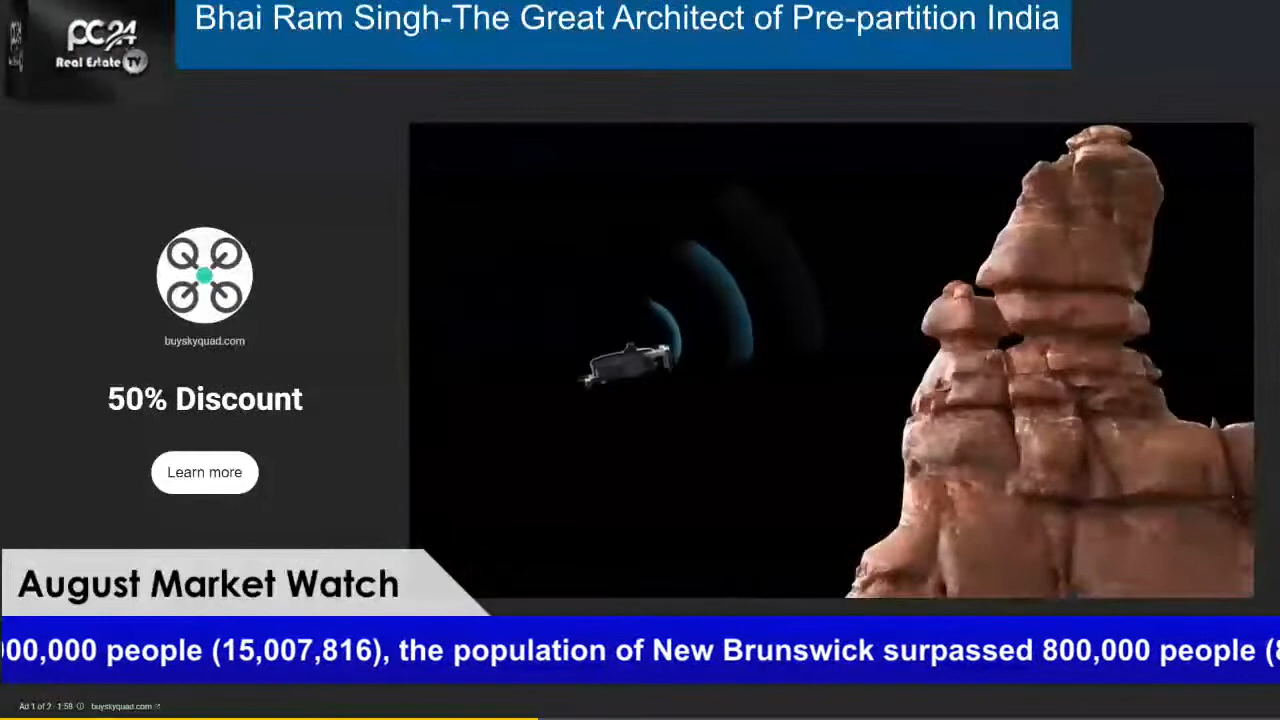 Bhai Ram Singh-The Great Architect of Pre-partition India
PC24
Real Estate TV
buyskyquad.com
50% Discount
Learn more
August Market Watch
00,000 people (15,007,816), the population of New Brunswick surpassed 800,000 people (
Ad 1 of 2 · 1:58 buyskyquad.com